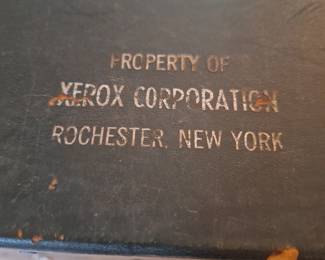 PROPERTY OF
XEROX CORPORATION
ROCHESTER, NEW YORK